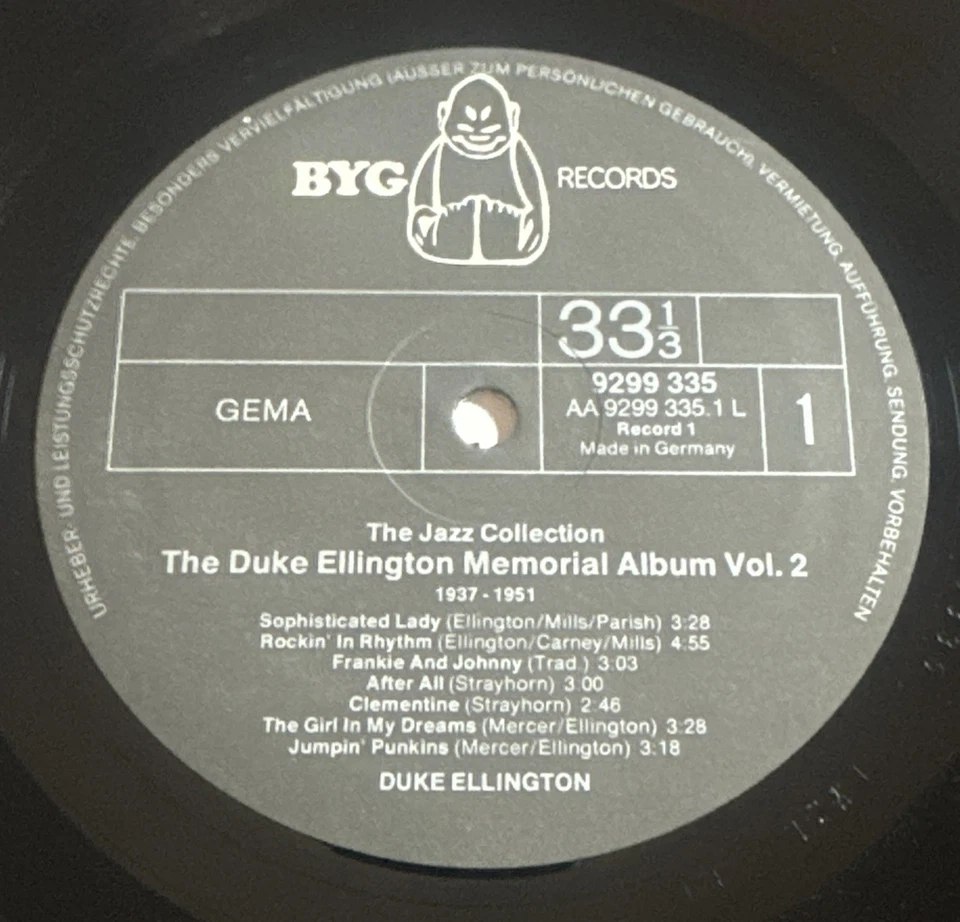 URHEBER- UND LEISTUNGSSCHUTZRECHTE, BESONDERS VERVIELFÄLTIGUNG (AUSSER ZUM PERSÖNLICHEN GEBRAUCH), VERMIETUNG, AUFFÜHRUNG, SENDUNG, VORBEHALTEN
BYG RECORDS
33 1/3
GEMA
9299 335
AA 9299 335.1 L
Record 1
Made in Germany
1
The Jazz Collection
The Duke Ellington Memorial Album Vol. 2
1937 - 1951
Sophisticated Lady (Ellington/Mills/Parish) 3:28
Rockin' In Rhythm (Ellington/Carney/Mills) 4:55
Frankie And Johnny (Trad.) 3:03
After All (Strayhorn) 3:00
Clementine (Strayhorn) 2:46
The Girl In My Dreams (Mercer/Ellington) 3:28
Jumpin' Punkins (Mercer/Ellington) 3:18
DUKE ELLINGTON